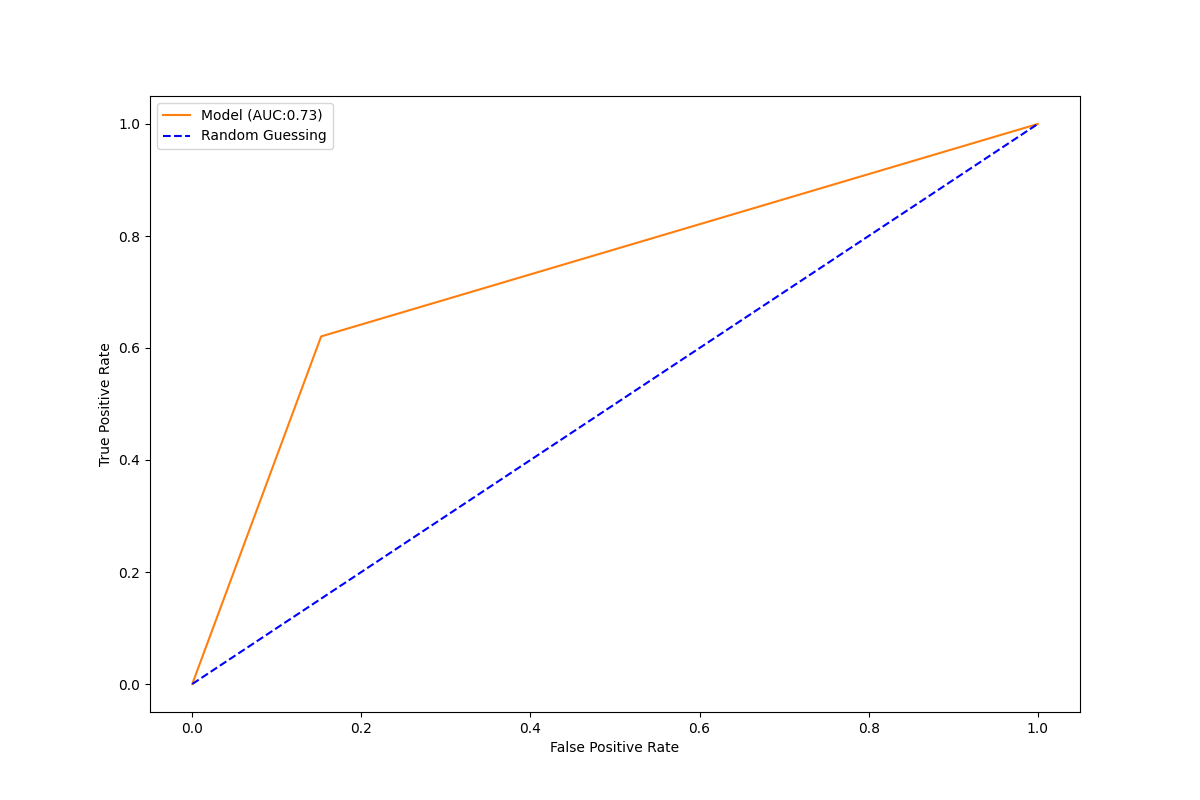 Model (AUC:0.73)
Random Guessing
1.0
0.8
0.6
0.4
0.2
0.0
True Positive Rate
0.0 0.2 0.4 0.6 0.8 1.0
False Positive Rate